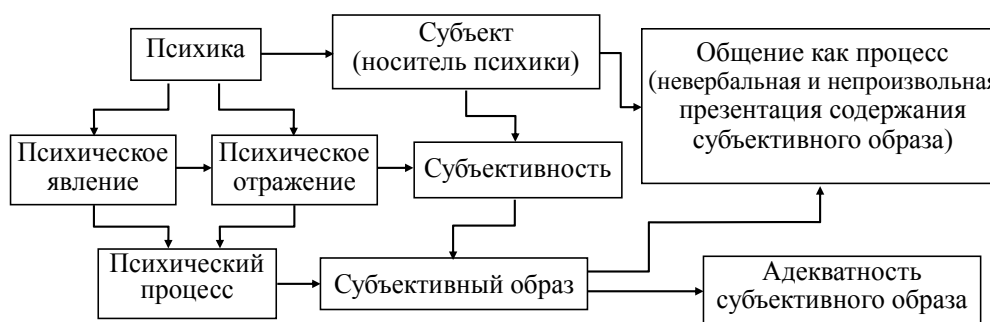 Психика
Субъект
(носитель психики)
Общение как процесс
(невербальная и непроизвольная
презентация содержания
субъективного образа)
Психическое
явление
Психическое
отражение
Субъективность
Психический
процесс
Субъективный образ
Адекватность
субъективного образа